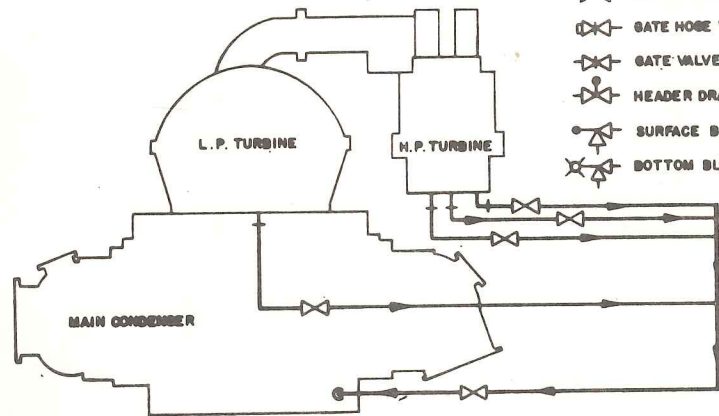 GATE HOSE
GATE VALVE
HEADER DRA
SURFACE B
BOTTOM BL
L.P. TURBINE
H.P. TURBINE
MAIN CONDENSER